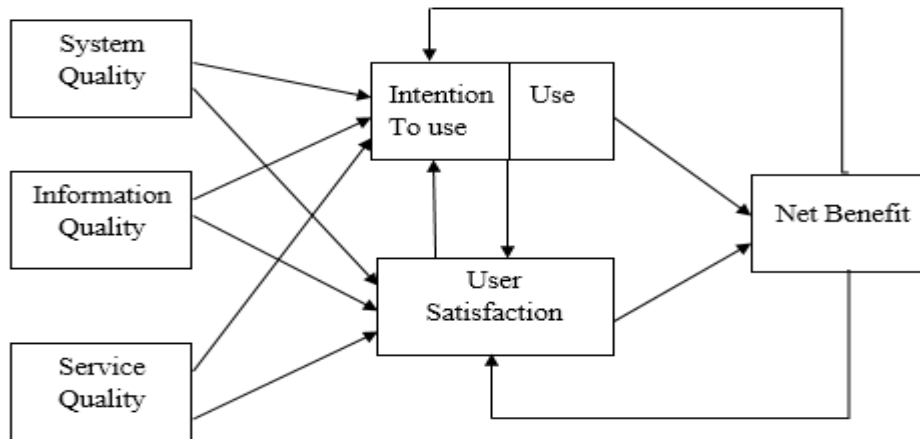 System
Quality
Intention
To use
Use
Information
Quality
Net Benefit
User
Satisfaction
Service
Quality